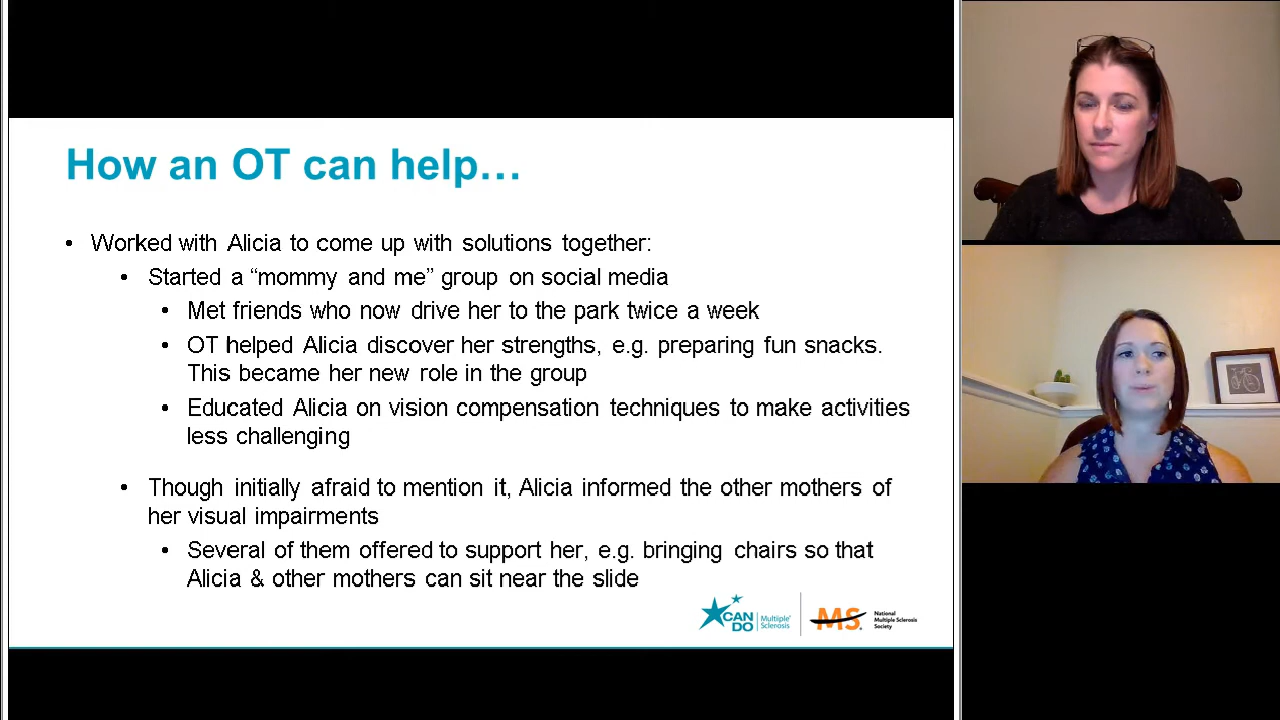 How an OT can help…
• Worked with Alicia to come up with solutions together:
• Started a “mommy and me” group on social media
• Met friends who now drive her to the park twice a week
• OT helped Alicia discover her strengths, e.g. preparing fun snacks.
This became her new role in the group
• Educated Alicia on vision compensation techniques to make activities
less challenging
• Though initially afraid to mention it, Alicia informed the other mothers of
her visual impairments
• Several of them offered to support her, e.g. bringing chairs so that
Alicia & other mothers can sit near the slide
CAN DO
Multiple®
Sclerosis
MS.
National
Multiple Sclerosis
Society